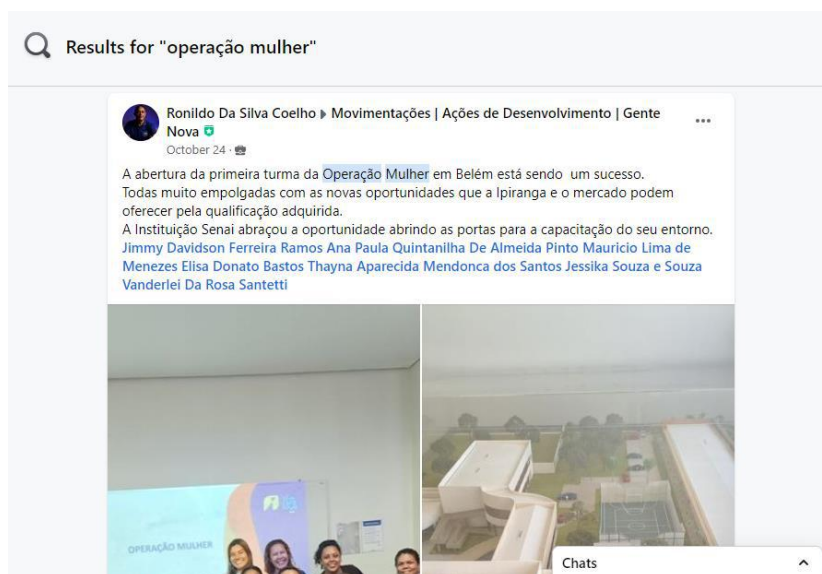 Results for "operação mulher"
Ronildo Da Silva Coelho ▸ Movimentações | Ações de Desenvolvimento | Gente
Nova
October 24 ·
A abertura da primeira turma da Operação Mulher em Belém está sendo  um sucesso.
Todas muito empolgadas com as novas oportunidades que a Ipiranga e o mercado podem
oferecer pela qualificação adquirida.
A Instituição Senai abraçou a oportunidade abrindo as portas para a capacitação do seu entorno.
Jimmy Davidson Ferreira Ramos Ana Paula Quintanilha De Almeida Pinto Mauricio Lima de
Menezes Elisa Donato Bastos Thayna Aparecida Mendonca dos Santos Jessika Souza e Souza
Vanderlei Da Rosa Santetti
OPERAÇÃO MULHER
Chats